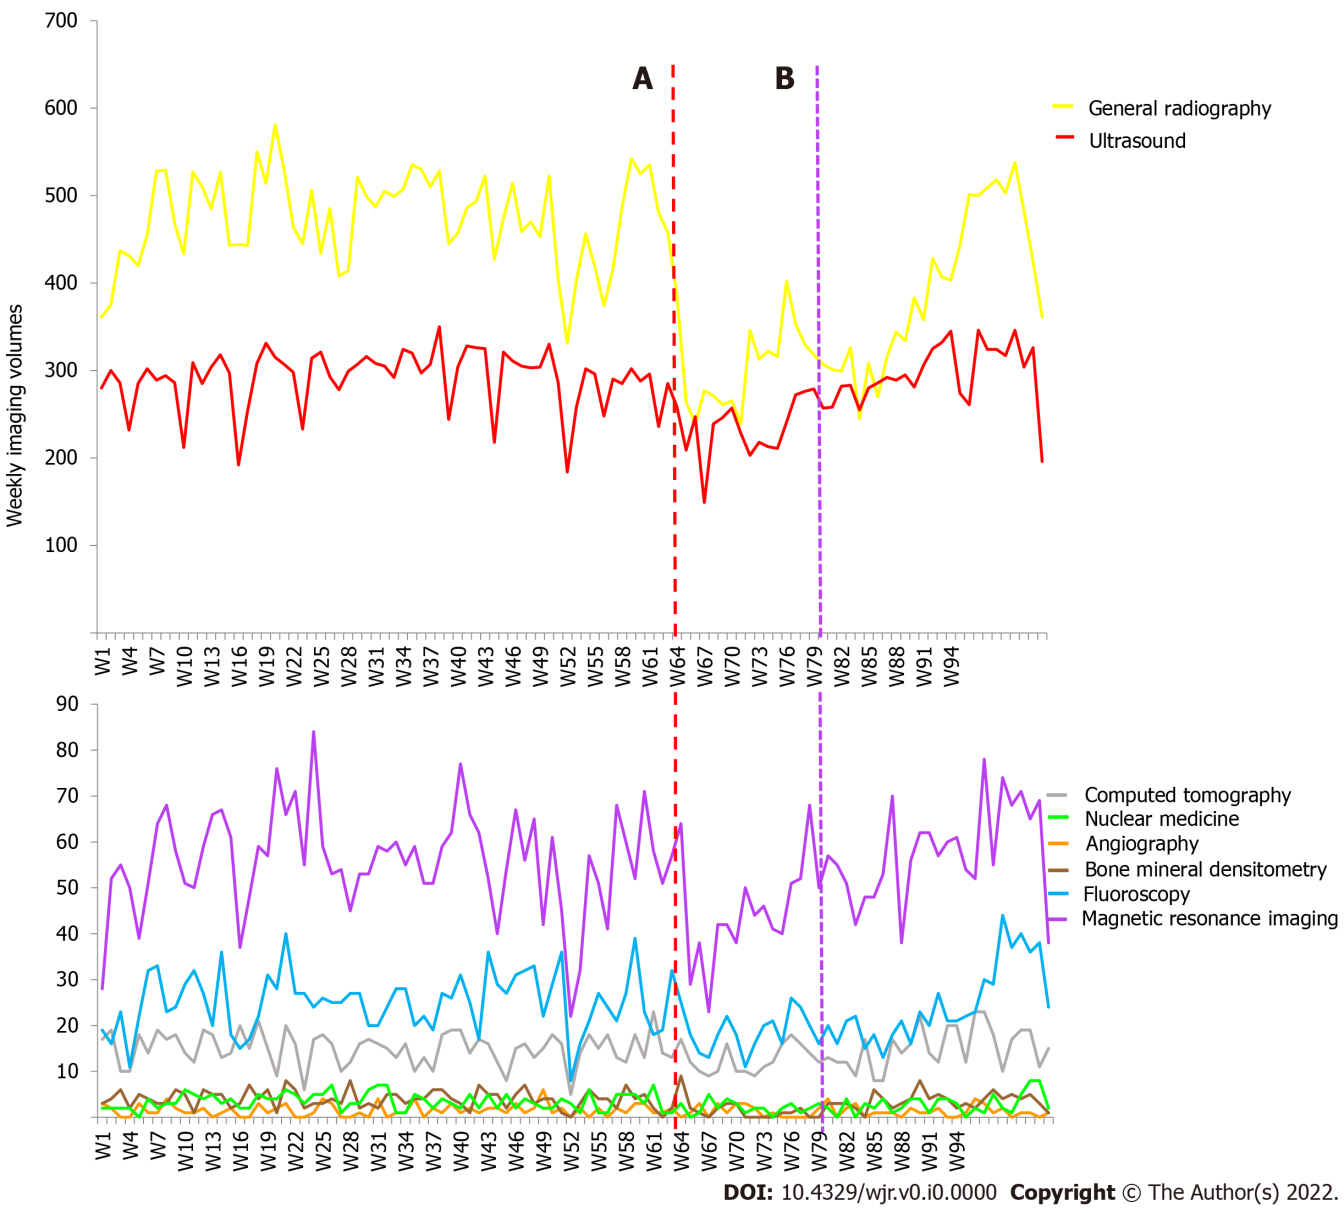 700
600
500
400
300
200
100
Weekly imaging volumes
A
B
General radiography
Ultrasound
W1 W4 W7 W10 W13 W16 W19 W22 W25 W28 W31 W34 W37 W40 W43 W46 W49 W52 W55 W58 W61 W64 W67 W70 W73 W76 W79 W82 W85 W88 W91 W94
90
80
70
60
50
40
30
20
10
Computed tomography
Nuclear medicine
Angiography
Bone mineral densitometry
Fluoroscopy
Magnetic resonance imaging
W1 W4 W7 W10 W13 W16 W19 W22 W25 W28 W31 W34 W37 W40 W43 W46 W49 W52 W55 W58 W61 W64 W67 W70 W73 W76 W79 W82 W85 W88 W91 W94
DOI: 10.4329/wjr.v0.i0.0000 Copyright © The Author(s) 2022.